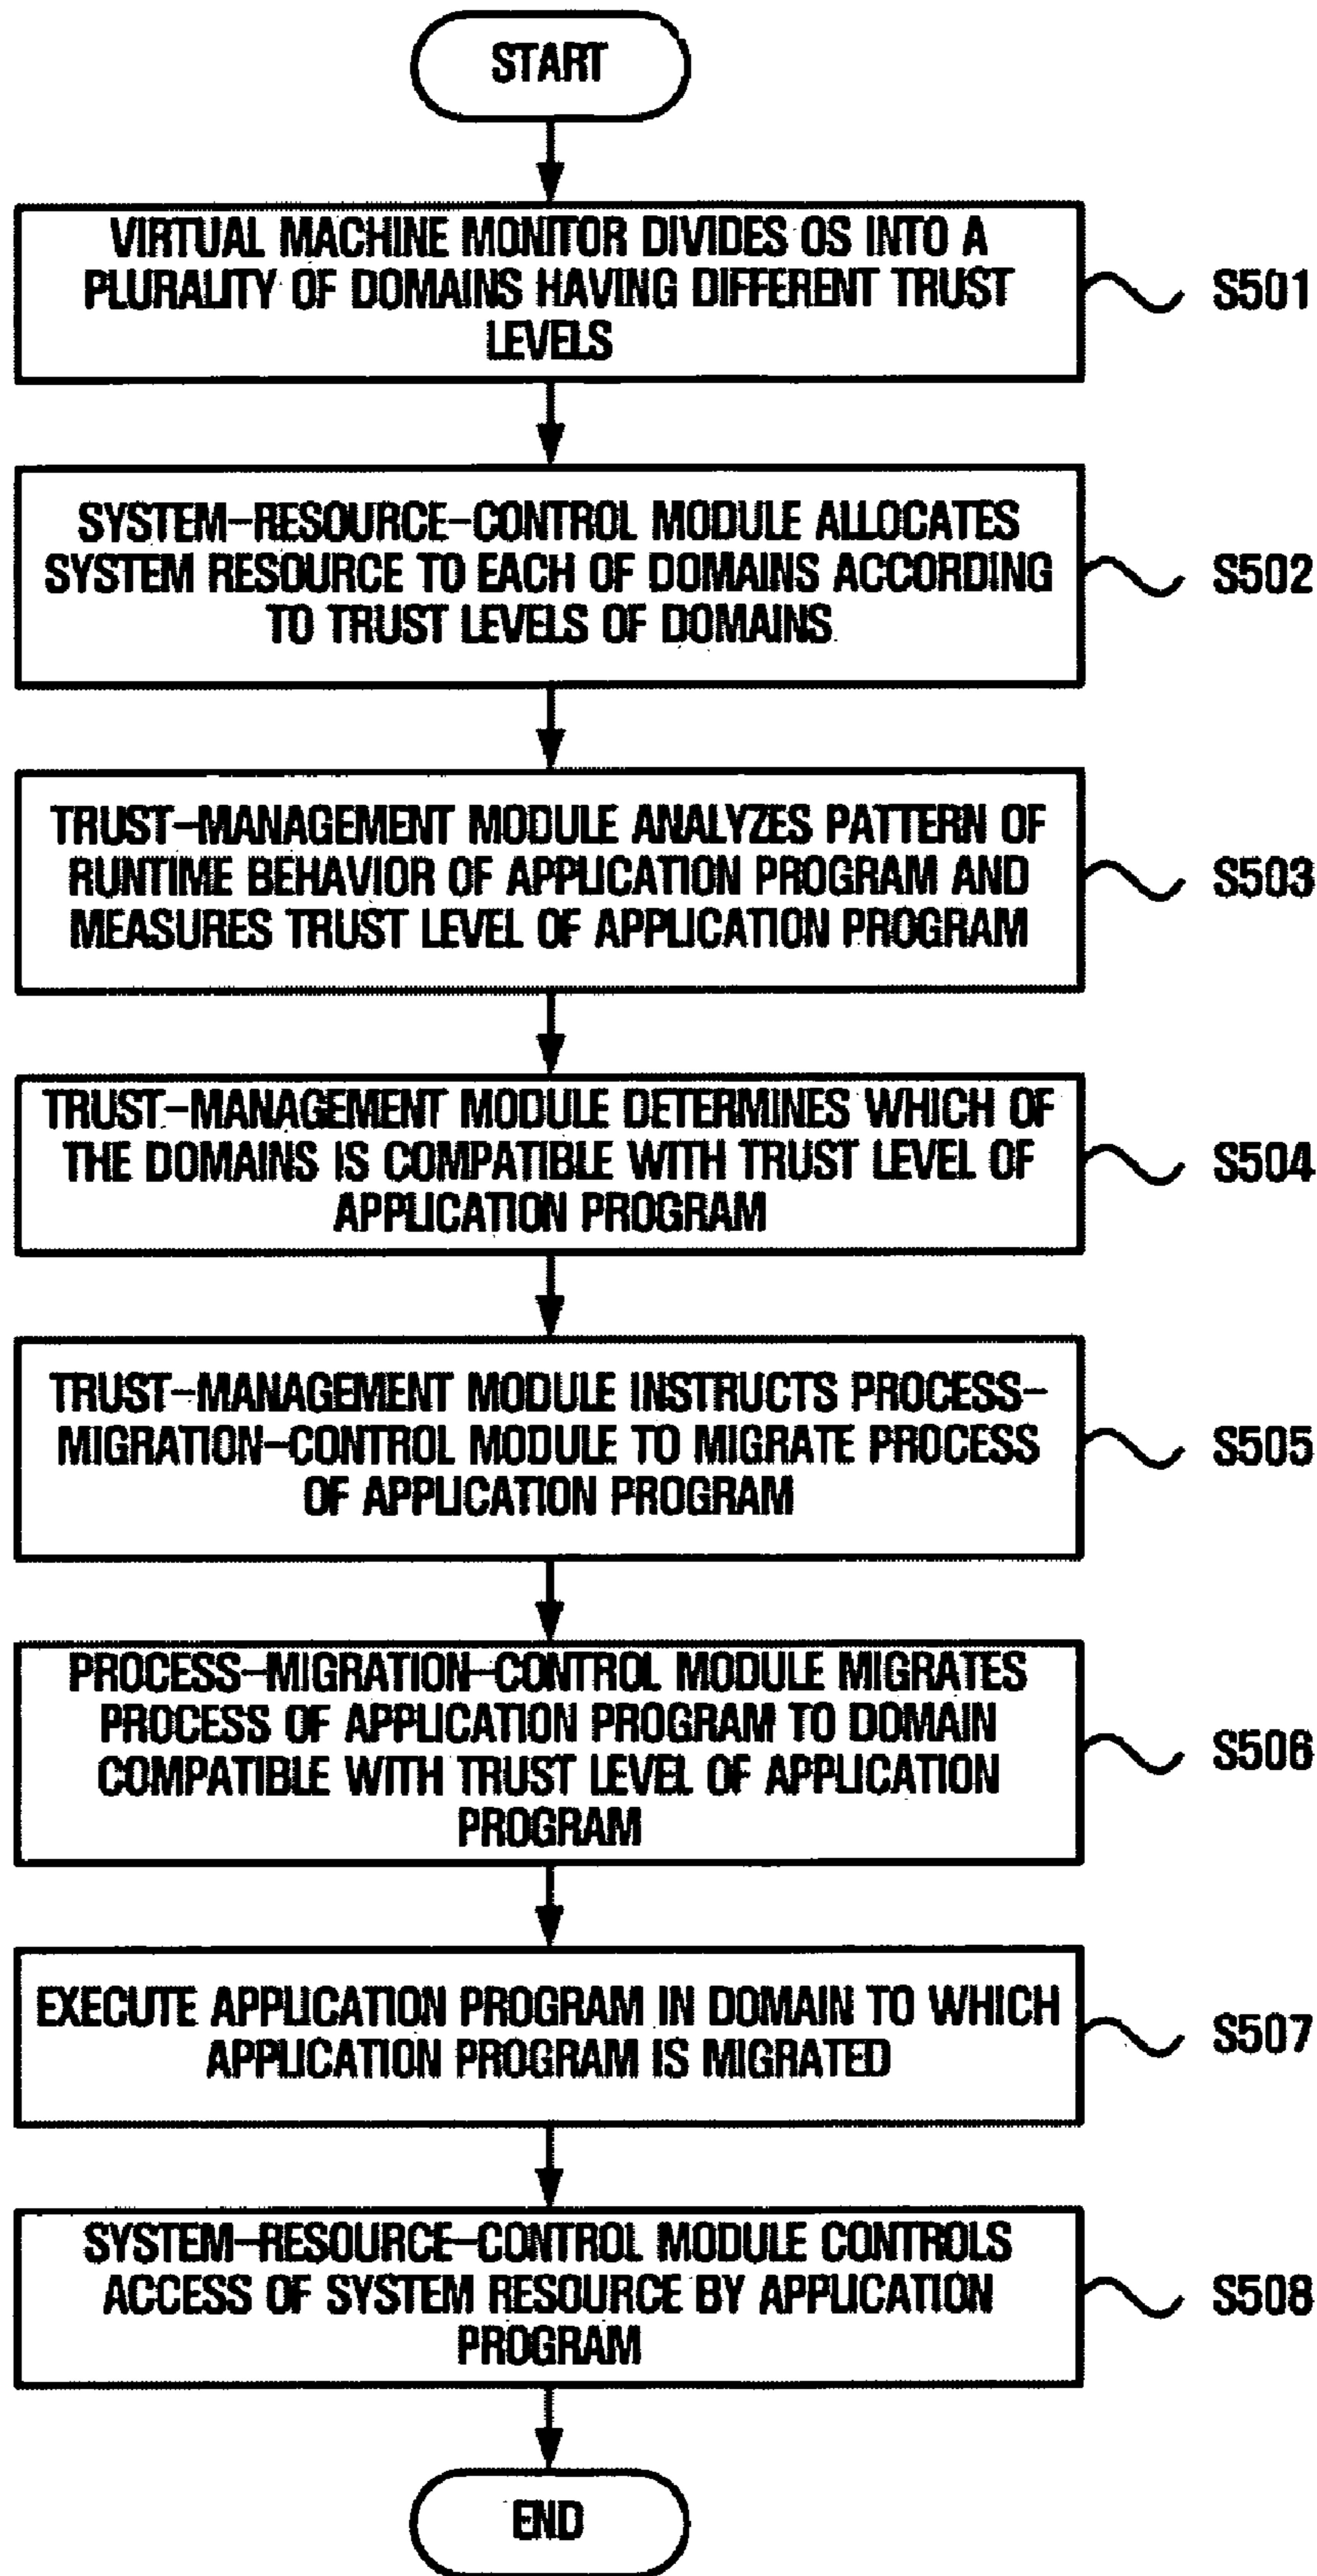 START
VIRTUAL MACHINE MONITOR DIVIDES OS INTO A
PLURALITY OF DOMAINS HAVING DIFFERENT TRUST
LEVELS
S501
SYSTEM-RESOURCE-CONTROL MODULE ALLOCATES
SYSTEM RESOURCE TO EACH OF DOMAINS ACCORDING
TO TRUST LEVELS OF DOMAINS
S502
TRUST-MANAGEMENT MODULE ANALYZES PATTERN OF
RUNTIME BEHAVIOR OF APPLICATION PROGRAM AND
MEASURES TRUST LEVEL OF APPLICATION PROGRAM
S503
TRUST-MANAGEMENT MODULE DETERMINES WHICH OF
THE DOMAINS IS COMPATIBLE WITH TRUST LEVEL OF
APPLICATION PROGRAM
S504
TRUST-MANAGEMENT MODULE INSTRUCTS PROCESS-
MIGRATION-CONTROL MODULE TO MIGRATE PROCESS
OF APPLICATION PROGRAM
S505
PROCESS-MIGRATION-CONTROL MODULE MIGRATES
PROCESS OF APPLICATION PROGRAM TO DOMAIN
COMPATIBLE WITH TRUST LEVEL OF APPLICATION
PROGRAM
S506
EXECUTE APPLICATION PROGRAM IN DOMAIN TO WHICH
APPLICATION PROGRAM IS MIGRATED
S507
SYSTEM-RESOURCE-CONTROL MODULE CONTROLS
ACCESS OF SYSTEM RESOURCE BY APPLICATION
PROGRAM
S508
END